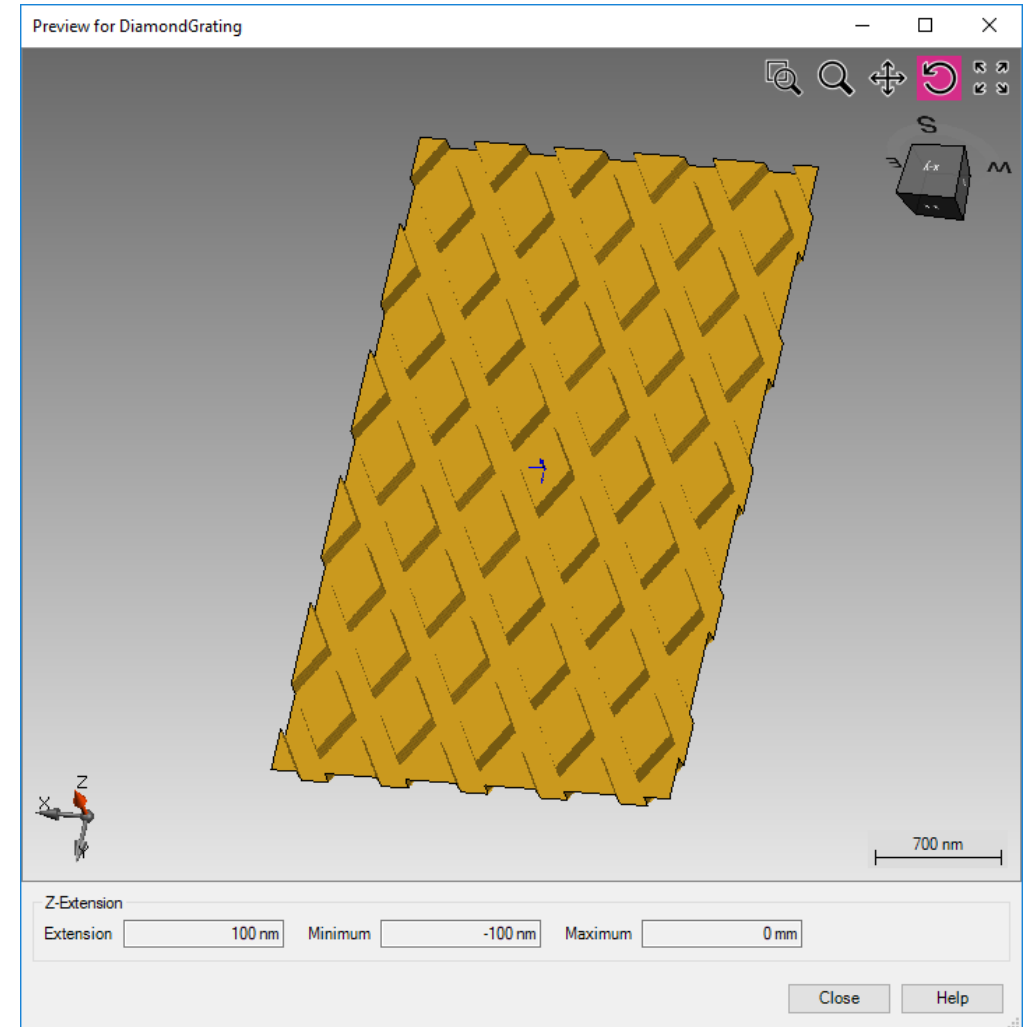 Preview for DiamondGrating
S
E
x-y
W
Z
X
Y
700 nm
Z-Extension
Extension 100 nm Minimum -100 nm Maximum 0 mm
Close Help